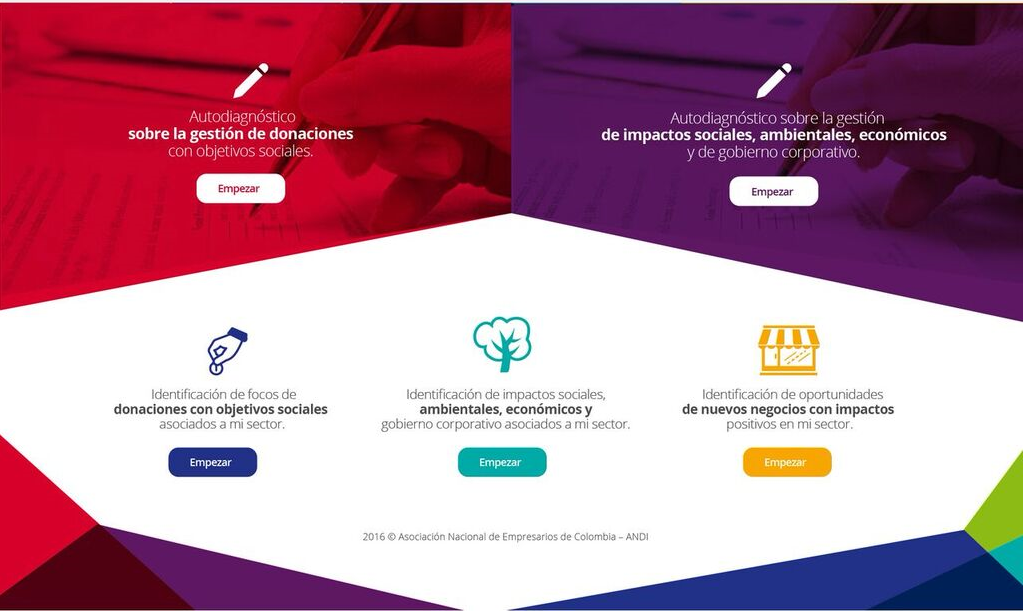 Autodiagnóstico
sobre la gestión de donaciones
con objetivos sociales.
Empezar
Autodiagnóstico sobre la gestión
de impactos sociales, ambientales, económicos
y de gobierno corporativo.
Empezar
Identificación de focos de
donaciones con objetivos sociales
asociados a mi sector.
Empezar
Identificación de impactos sociales,
ambientales, económicos y
gobierno corporativo asociados a mi sector.
Empezar
Identificación de oportunidades
de nuevos negocios con impactos
positivos en mi sector.
Empezar
2016 © Asociación Nacional de Empresarios de Colombia – ANDI